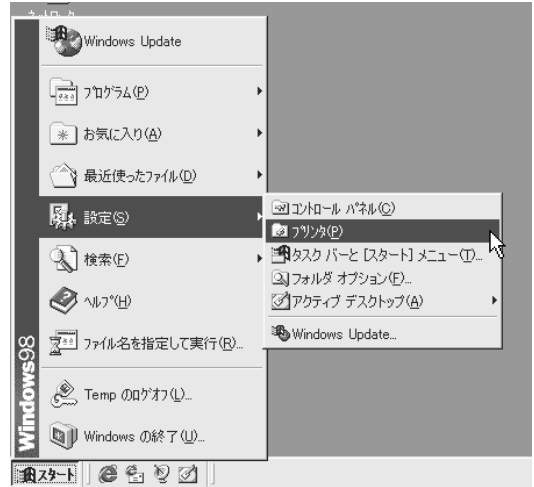 Windows Update
ﾌﾟﾛｸﾞﾗﾑ(P)
お気に入り(A)
最近使ったﾌｧｲﾙ(D)
設定(S)
検索(F)
ﾍﾙﾌﾟ(H)
ﾌｧｲﾙ名を指定して実行(R)...
Temp のﾛｸﾞｵﾌ(L)...
Windows の終了(U)...
Windows98
ｺﾝﾄﾛｰﾙ ﾊﾟﾈﾙ(C)
ﾌﾟﾘﾝﾀ(P)
ﾀｽｸ ﾊﾞｰと [ｽﾀｰﾄ] ﾒﾆｭｰ(T)...
ﾌｫﾙﾀﾞ ｵﾌﾟｼｮﾝ(F)...
ｱｸﾃｨﾌﾞ ﾃﾞｽｸﾄｯﾌﾟ(A)
Windows Update...
ｽﾀｰﾄ